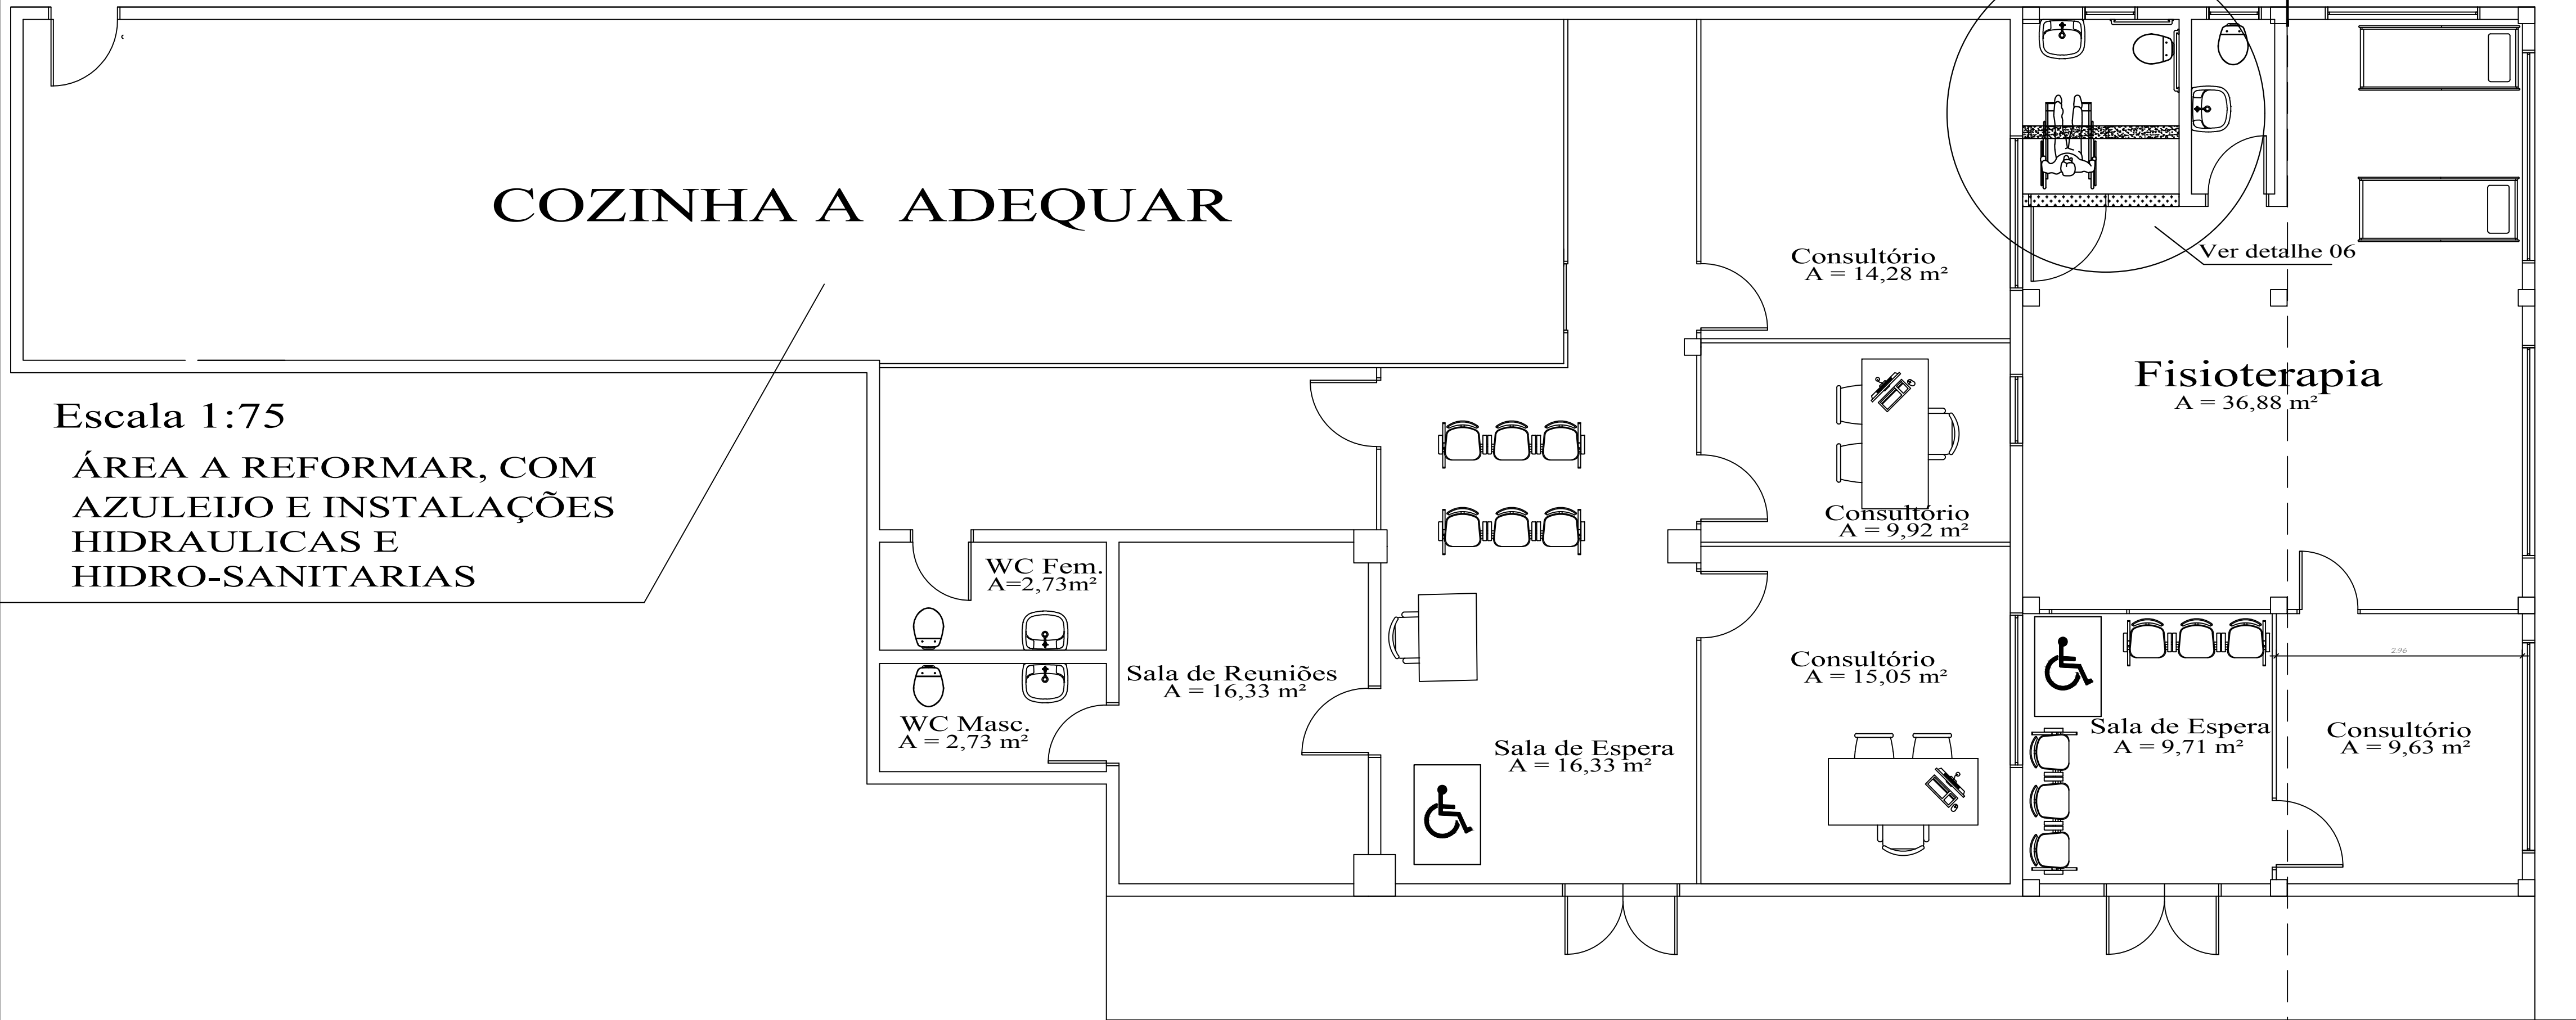 COZINHA A ADEQUAR
Escala 1:75
ÁREA A REFORMAR, COM
AZULEIJO E INSTALAÇÕES
HIDRAULICAS E
HIDRO-SANITARIAS
WC Fem.
A=2,73m²
WC Masc.
A = 2,73 m²
Sala de Reuniões
A = 16,33 m²
Sala de Espera
A = 16,33 m²
Consultório
A = 14,28 m²
Consultório
A = 9,92 m²
Consultório
A = 15,05 m²
Ver detalhe 06
Fisioterapia
A = 36,88 m²
Sala de Espera
A = 9,71 m²
2.96
Consultório
A = 9,63 m²